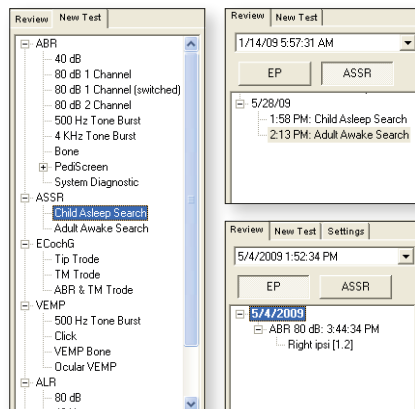 Review New Test
ABR
40 dB
80 dB 1 Channel
80 dB 1 Channel (switched)
80 dB 2 Channel
500 Hz Tone Burst
4 KHz Tone Burst
Bone
PediScreen
System Diagnostic
ASSR
Child Asleep Search
Adult Awake Search
ECochG
Tip Trode
TM Trode
ABR & TM Trode
VEMP
500 Hz Tone Burst
Click
VEMP Bone
Ocular VEMP
ALR
80 dB
Review New Test
1/14/09 5:57:31 AM
EP ASSR
5/28/09
1:58 PM: Child Asleep Search
2:13 PM: Adult Awake Search
Review New Test Settings
5/4/2009 1:52:34 PM
EP ASSR
5/4/2009
ABR 80 dB: 3:44:34 PM
Right ipsi [1.2]